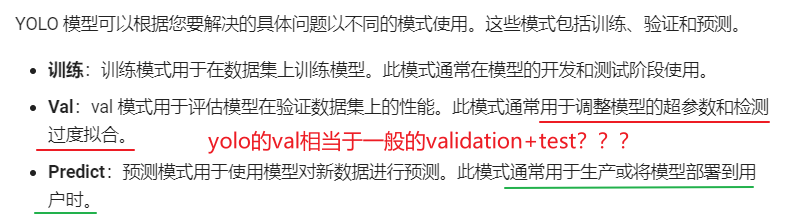 YOLO 模型可以根据您要解决的具体问题以不同的模式使用。这些模式包括训练、验证和预测。
• 训练：训练模式用于在数据集上训练模型。此模式通常在模型的开发和测试阶段使用。
• Val：val 模式用于评估模型在验证数据集上的性能。此模式通常用于调整模型的超参数和检测
过度拟合。
yolo的val相当于一般的validation+test？？？
• Predict：预测模式用于使用模型对新数据进行预测。此模式通常用于生产或将模型部署到用
户时。